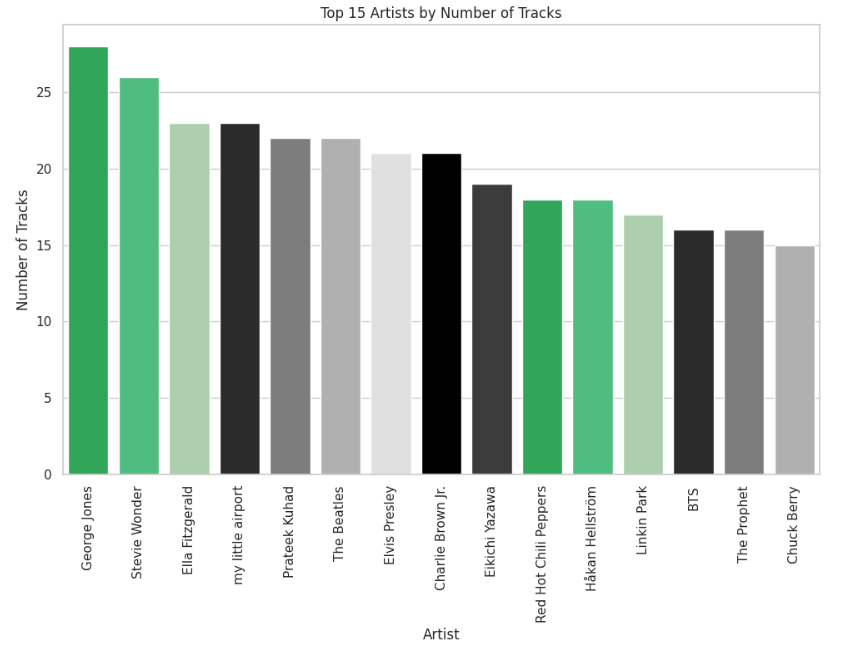 Top 15 Artists by Number of Tracks
Number of Tracks
25
20
15
10
5
0
George Jones
Stevie Wonder
Ella Fitzgerald
my little airport
Prateek Kuhad
The Beatles
Elvis Presley
Charlie Brown Jr.
Eikichi Yazawa
Red Hot Chili Peppers
Håkan Hellström
Linkin Park
BTS
The Prophet
Chuck Berry
Artist